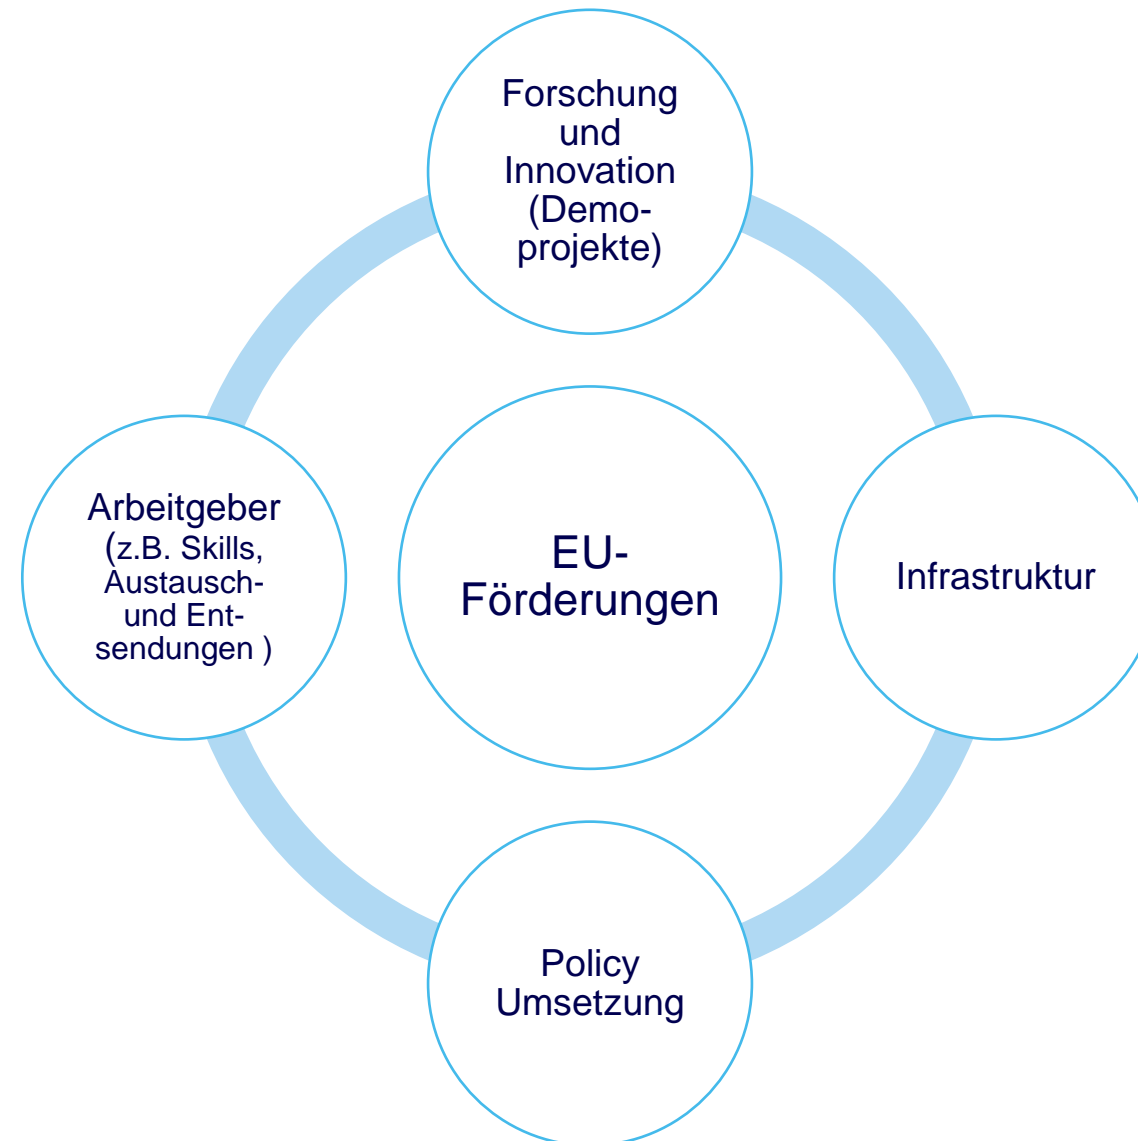 Forschung
und
Innovation
(Demo-
projekte)
Arbeitgeber
(z.B. Skills,
Austausch-
und Ent-
sendungen )
EU-
Förderungen
Infrastruktur
Policy
Umsetzung